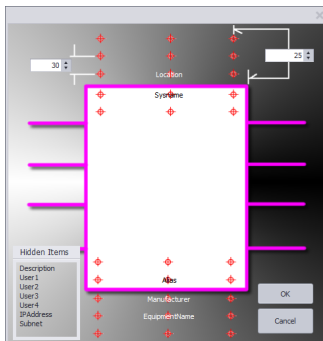 25
30
Location
Sysname
Hidden Items
Description
User1
User2
User3
User4
IPAddress
Subnet
Alias
Manufacturer
EquipmentName
OK
Cancel